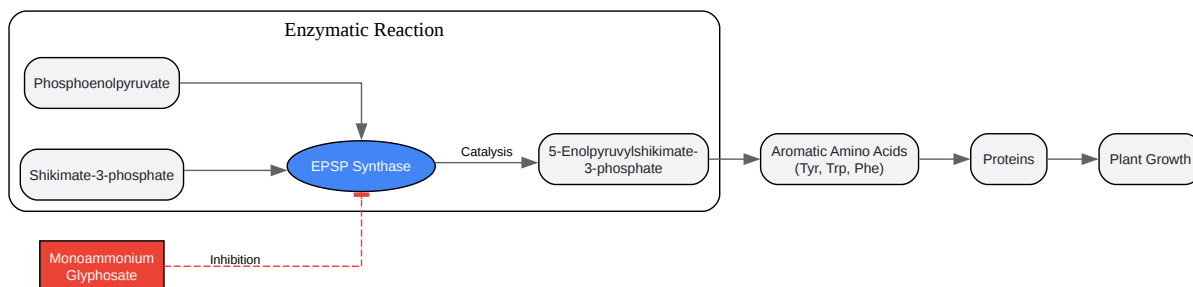 Enzymatic Reaction
Phosphoenolpyruvate
Shikimate-3-phosphate
EPSP Synthase
Catalysis
5-Enolpyruvylshikimate-
3-phosphate
Aromatic Amino Acids
(Tyr, Trp, Phe)
Proteins
Plant Growth
Monoammonium
Glyphosate
Inhibition